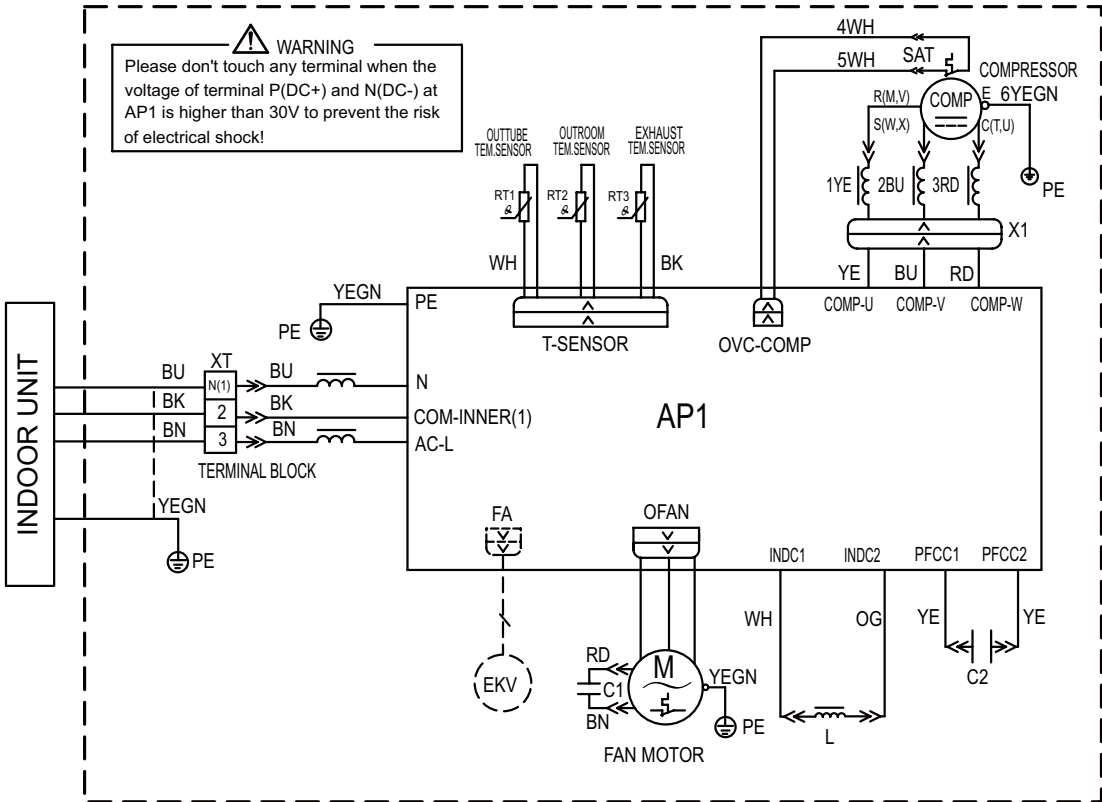 WARNING
Please don't touch any terminal when the
voltage of terminal P(DC+) and N(DC-) at
AP1 is higher than 30V to prevent the risk
of electrical shock!
4WH
5WH
SAT
COMPRESSOR
R(M,V)
COMP
E
6YEGN
S(W,X)
C(T,U)
PE
1YE
2BU
3RD
X1
YE
BU
RD
OUTTUBE
TEM.SENSOR
OUTROOM
TEM.SENSOR
EXHAUST
TEM.SENSOR
RT1
RT2
RT3
WH
BK
YEGN
PE
PE
T-SENSOR
OVC-COMP
COMP-U
COMP-V
COMP-W
INDOOR UNIT
BU
XT
N(1)
BU
N
BK
2
BK
COM-INNER(1)
BN
3
BN
AC-L
TERMINAL BLOCK
YEGN
PE
AP1
FA
OFAN
INDC1
INDC2
PFCC1
PFCC2
WH
OG
YE
YE
C2
L
EKV
RD
C1
BN
M
YEGN
PE
FAN MOTOR